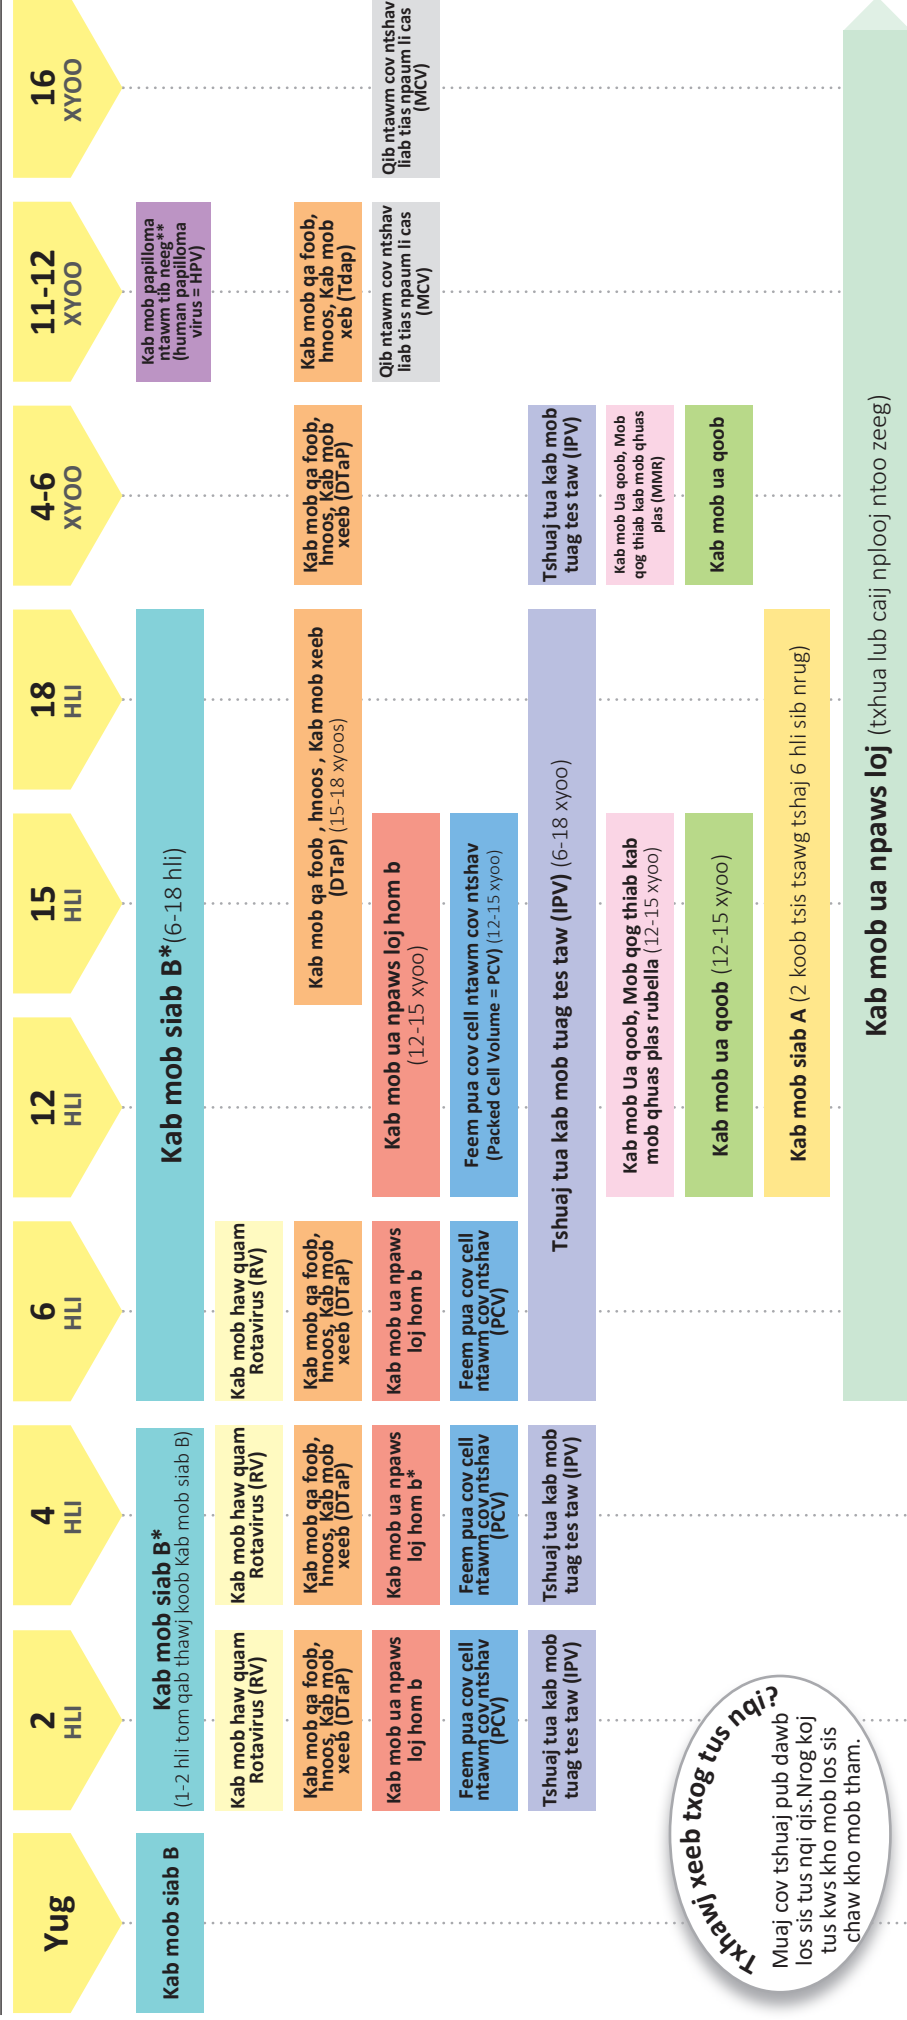 Yug
2
HLI
4
HLI
6
HLI
12
HLI
15
HLI
18
HLI
4-6
XYOO
11-12
XYOO
16
XYOO
Kab mob siab B
Kab mob siab B*
(1-2 hli tom qab thawj koob Kab mob siab B)
Kab mob siab B*(6-18 hli)
Kab mob papilloma
ntawm tib neeg**
(human papilloma
virus = HPV)
Kab mob haw quam
Rotavirus (RV)
Kab mob haw quam
Rotavirus (RV)
Kab mob haw quam
Rotavirus (RV)
Kab mob qa foob,
hnoos, Kab mob
xeeb (DTaP)
Kab mob qa foob,
hnoos, Kab mob
xeeb (DTaP)
Kab mob qa foob,
hnoos, Kab mob
xeeb (DTaP)
Kab mob qa foob , hnoos , Kab mob xeeb
(DTaP) (15-18 xyoos)
Kab mob qa foob,
hnoos, Kab mob
xeeb (DTaP)
Kab mob qa foob,
hnoos, Kab mob
xeb (Tdap)
Kab mob ua npaws
loj hom b
Kab mob ua npaws
loj hom b*
Kab mob ua npaws
loj hom b
Kab mob ua npaws loj hom b
(12-15 xyoo)
Qib ntawm cov ntshav
liab tias npaum li cas
(MCV)
Qib ntawm cov ntshav
liab tias npaum li cas
(MCV)
Feem pua cov cell
ntawm cov ntshav
(PCV)
Feem pua cov cell
ntawm cov ntshav
(PCV)
Feem pua cov cell
ntawm cov ntshav
(PCV)
Feem pua cov cell ntawm cov ntshav
(Packed Cell Volume = PCV) (12-15 xyoo)
Tshuaj tua kab mob
tuag tes taw (IPV)
Tshuaj tua kab mob
tuag tes taw (IPV)
Tshuaj tua kab mob tuag tes taw (IPV) (6-18 xyoo)
Tshuaj tua kab mob
tuag tes taw (IPV)
Kab mob Ua qoob, Mob qog thiab kab
mob qhuas plas rubella (12-15 xyoo)
Kab mob Ua qoob, Mob
qog thiab kab mob qhuas
plas (MMR)
Kab mob ua qoob (12-15 xyoo)
Kab mob ua qoob
Kab mob siab A (2 koob tsis tsawg tshaj 6 hli sib nrug)
Kab mob ua npaws loj (txhua lub caij nplooj ntoo zeeg)
Txhawj xeeb txog tus nqi?
Muaj cov tshuaj pub dawb
los sis tus nqi qis.Nrog koj
tus kws kho mob los sis
chaw kho mob tham.